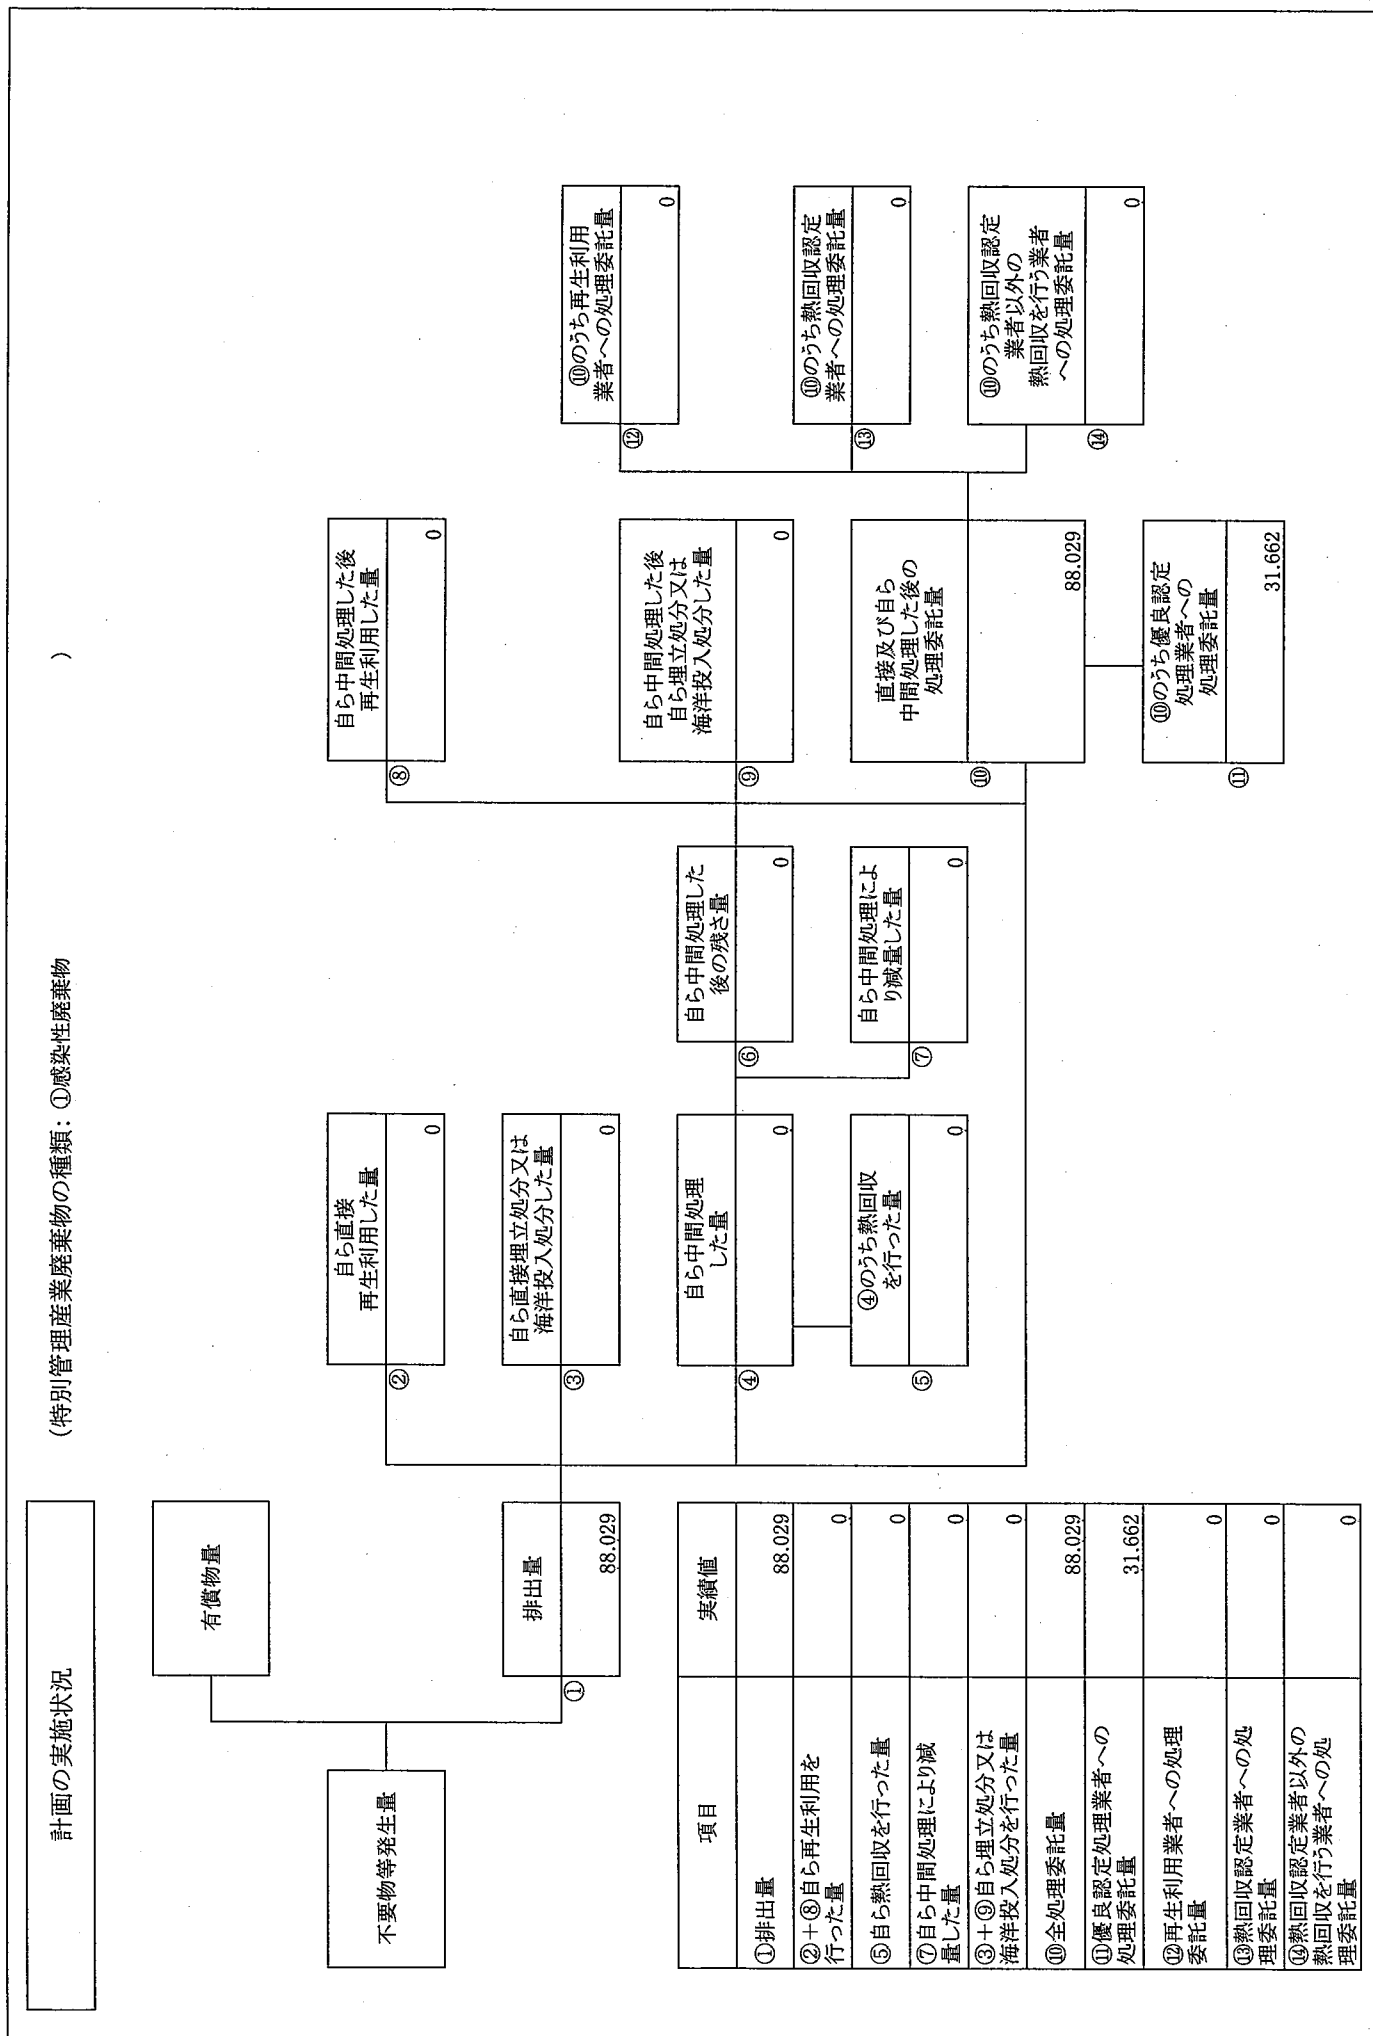 計画の実施状況
(特別管理産業廃棄物の種類: ①感染性廃棄物
)
不要物等発生量
有償物量
①
排出量
88.029
②
自ら直接
再生利用した量
0
③
自ら直接埋立処分又は
海洋投入処分した量
0
④
自ら中間処理
した量
0
⑤
④のうち熱回収
を行った量
0
⑥
自ら中間処理した
後の残さ量
0
⑦
自ら中間処理によ
り減量した量
0
⑧
自ら中間処理した後
再生利用した量
0
⑨
自ら中間処理した後
自ら埋立処分又は
海洋投入処分した量
0
⑩
直接及び自ら
中間処理した後の
処理委託量
88.029
⑪
⑩のうち優良認定
処理業者への
処理委託量
31.662
⑫
⑩のうち再生利用
業者への処理委託量
0
⑬
⑩のうち熱回収認定
業者への処理委託量
0
⑭
⑩のうち熱回収認定
業者以外の
熱回収を行う業者
への処理委託量
0
項目
実績値
①排出量
88.029
②+⑧自ら再生利用を
行った量
0
⑤自ら熱回収を行った量
0
⑦自ら中間処理により減
量した量
0
③+⑨自ら埋立処分又は
海洋投入処分を行った量
0
⑩全処理委託量
88.029
⑪優良認定処理業者への
処理委託量
31.662
⑫再生利用業者への処理
委託量
0
⑬熱回収認定業者への処
理委託量
0
⑭熱回収認定業者以外の
熱回収を行う業者への処
理委託量
0